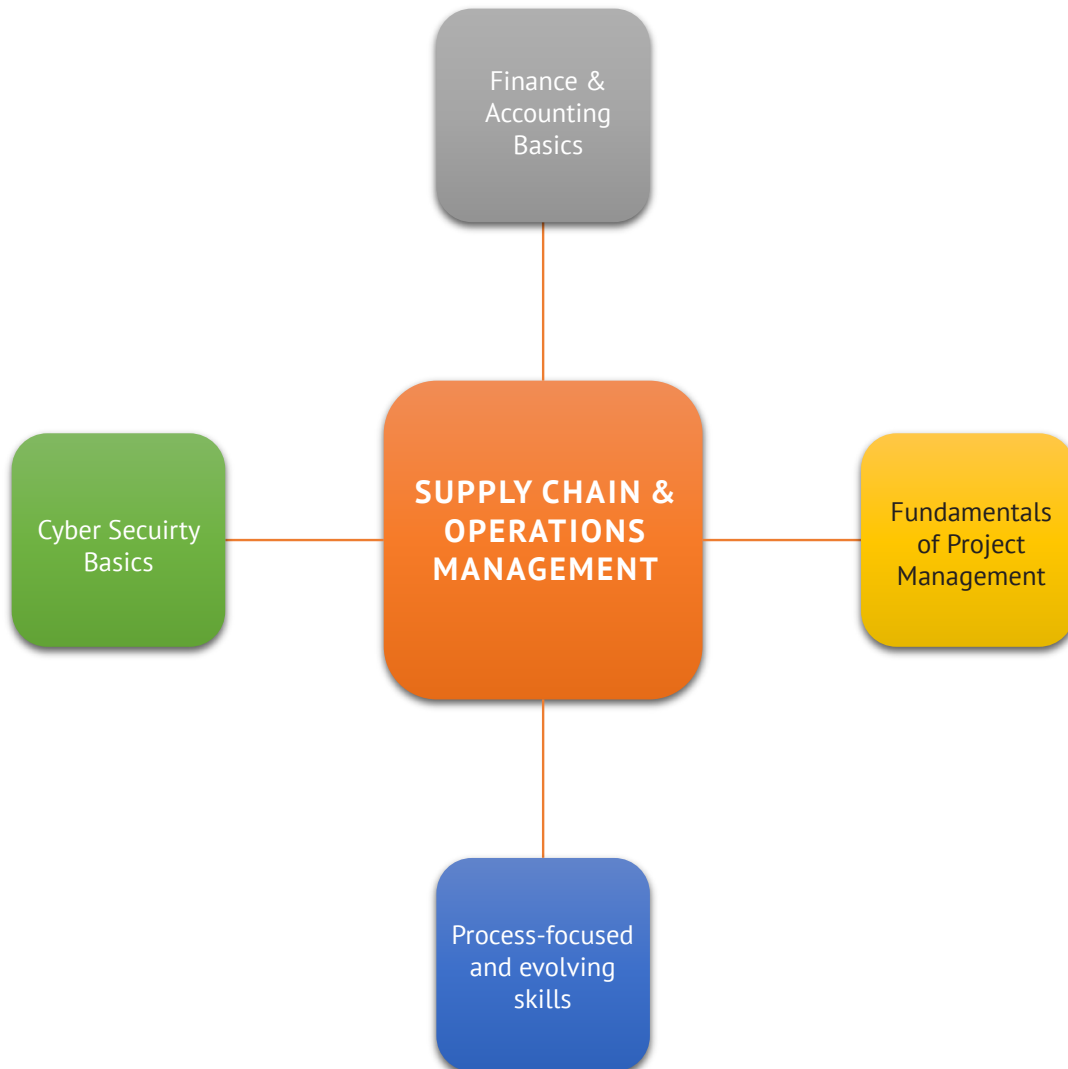 Finance &
Accounting
Basics
Cyber Secuirty
Basics
SUPPLY CHAIN &
OPERATIONS
MANAGEMENT
Fundamentals
of Project
Management
Process-focused
and evolving
skills